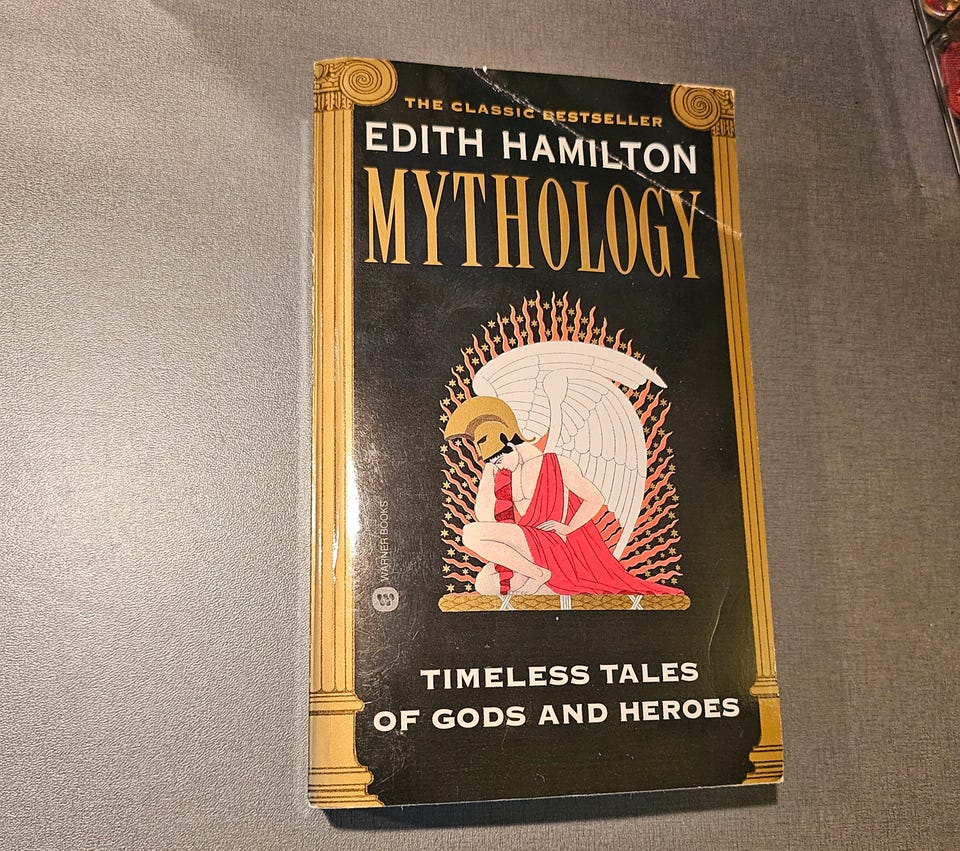 THE CLASSIC BESTSELLER
EDITH HAMILTON
MYTHOLOGY
WARNER BOOKS
TIMELESS TALES
OF GODS AND HEROES